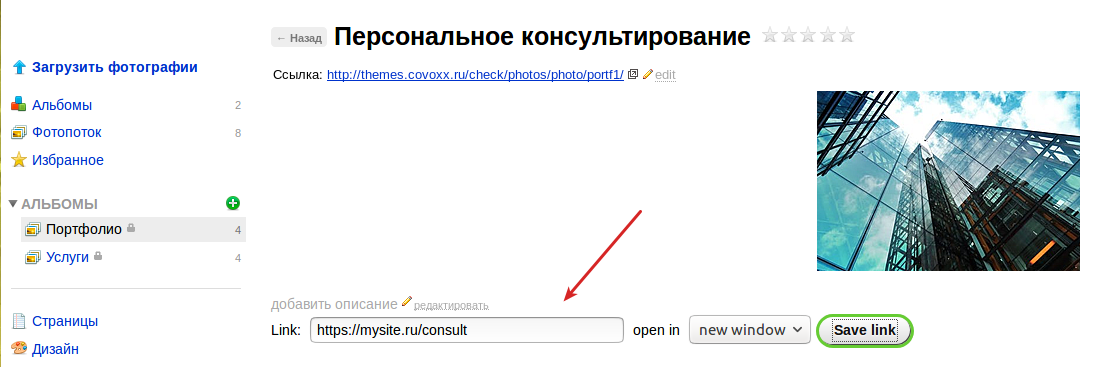 ← Назад Персональное консультирование
Загрузить фотографии
Ссылка: http://themes.covoxx.ru/check/photos/photo/portf1/ edit
Альбомы 2
Фотопоток 8
Избранное
АЛЬБОМЫ
Портфолио 4
Услуги 4
добавить описание редактировать
Link: https://mysite.ru/consult open in new window Save link
Страницы
Дизайн